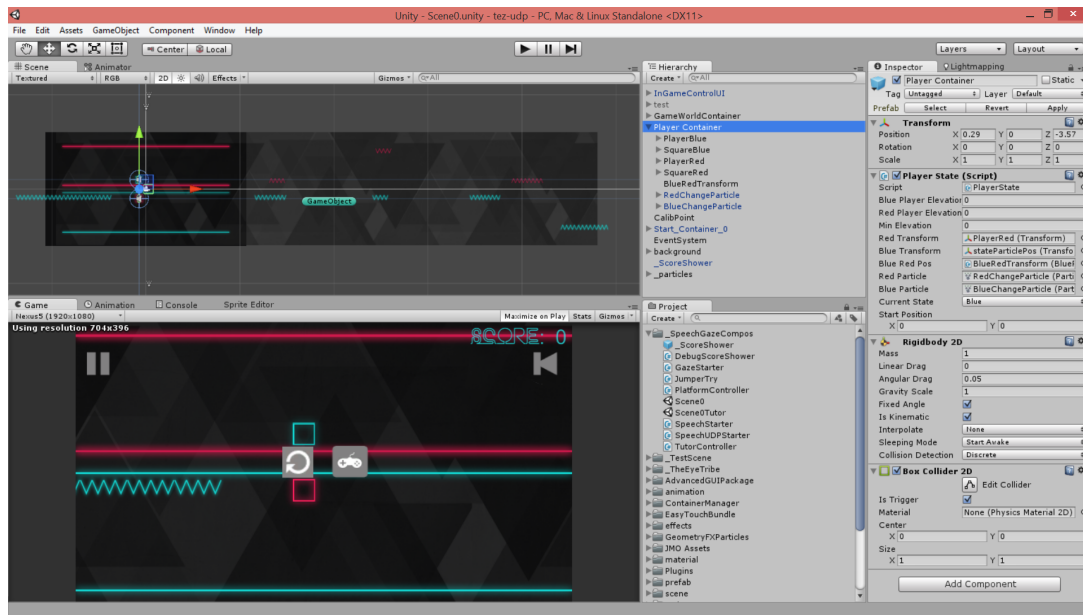 Unity - Scene0.unity - tez-udp - PC, Mac & Linux Standalone <DX11>
File Edit Assets GameObject Component Window Help
Center Local
Layers Layout
Scene Animator
Textured RGB 2D Effects Gizmos All
GameObject
Game Animation Console Sprite Editor
Nexus5 (1920x1080) Maximize on Play Stats Gizmos
Using resolution 704x396
SCORE: 0
Hierarchy
Create All
InGameControlUI
test
GameWorldContainer
Player Container
PlayerBlue
SquareBlue
PlayerRed
SquareRed
BlueRedTransform
RedChangeParticle
BlueChangeParticle
CalibPoint
Start_Container_0
EventSystem
background
_ScoreShower
_particles
Project
Create
_SpeechGazeCompos
_ScoreShower
DebugScoreShower
GazeStarter
JumperTry
PlatformController
Scene0
Scene0Tutor
SpeechStarter
SpeechUDPStarter
TutorController
_TestScene
_TheEyeTribe
AdvancedGUIPackage
animation
ContainerManager
EasyTouchBundle
effects
GeometryFXParticles
JMO Assets
material
Plugins
prefab
scene
Inspector Lightmapping
Player Container Static
Tag Untagged Layer Default
Prefab Select Revert Apply
Transform
Position X 0.29 Y 0 Z -3.57
Rotation X 0 Y 0 Z 0
Scale X 1 Y 1 Z 1
Player State (Script)
Script PlayerState
Blue Player Elevation 0
Red Player Elevation 0
Min Elevation 0
Red Transform PlayerRed (Transform)
Blue Transform stateParticlePos (Transfo
Blue Red Pos BlueRedTransform (BlueR
Red Particle RedChangeParticle (Parti
Blue Particle BlueChangeParticle (Part
Current State Blue
Start Position
X 0 Y 0
Rigidbody 2D
Mass 1
Linear Drag 0
Angular Drag 0.05
Gravity Scale 1
Fixed Angle
Is Kinematic
Interpolate None
Sleeping Mode Start Awake
Collision Detection Discrete
Box Collider 2D
Edit Collider
Is Trigger
Material None (Physics Material 2D)
Center
X 0 Y 0
Size
X 1 Y 1
Add Component